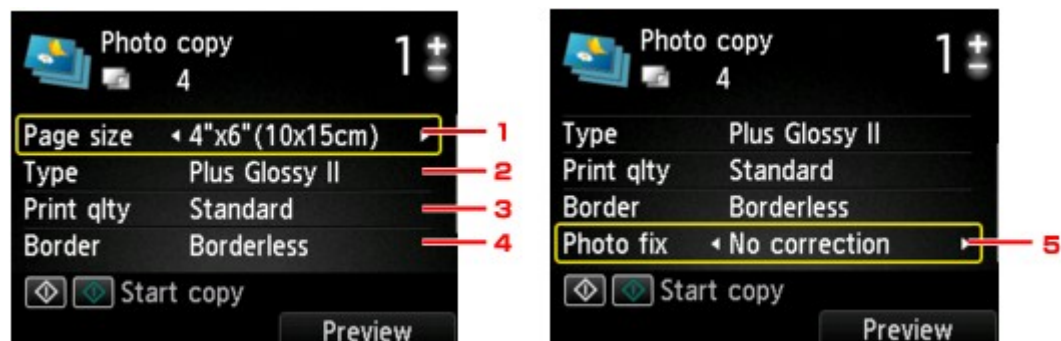 Photo copy
4
1
Page size 4"x6"(10x15cm) 1
Type Plus Glossy II 2
Print qlty Standard 3
Border Borderless 4
Start copy
Preview
Photo copy
4
1
Type Plus Glossy II
Print qlty Standard
Border Borderless
Photo fix No correction 5
Start copy
Preview